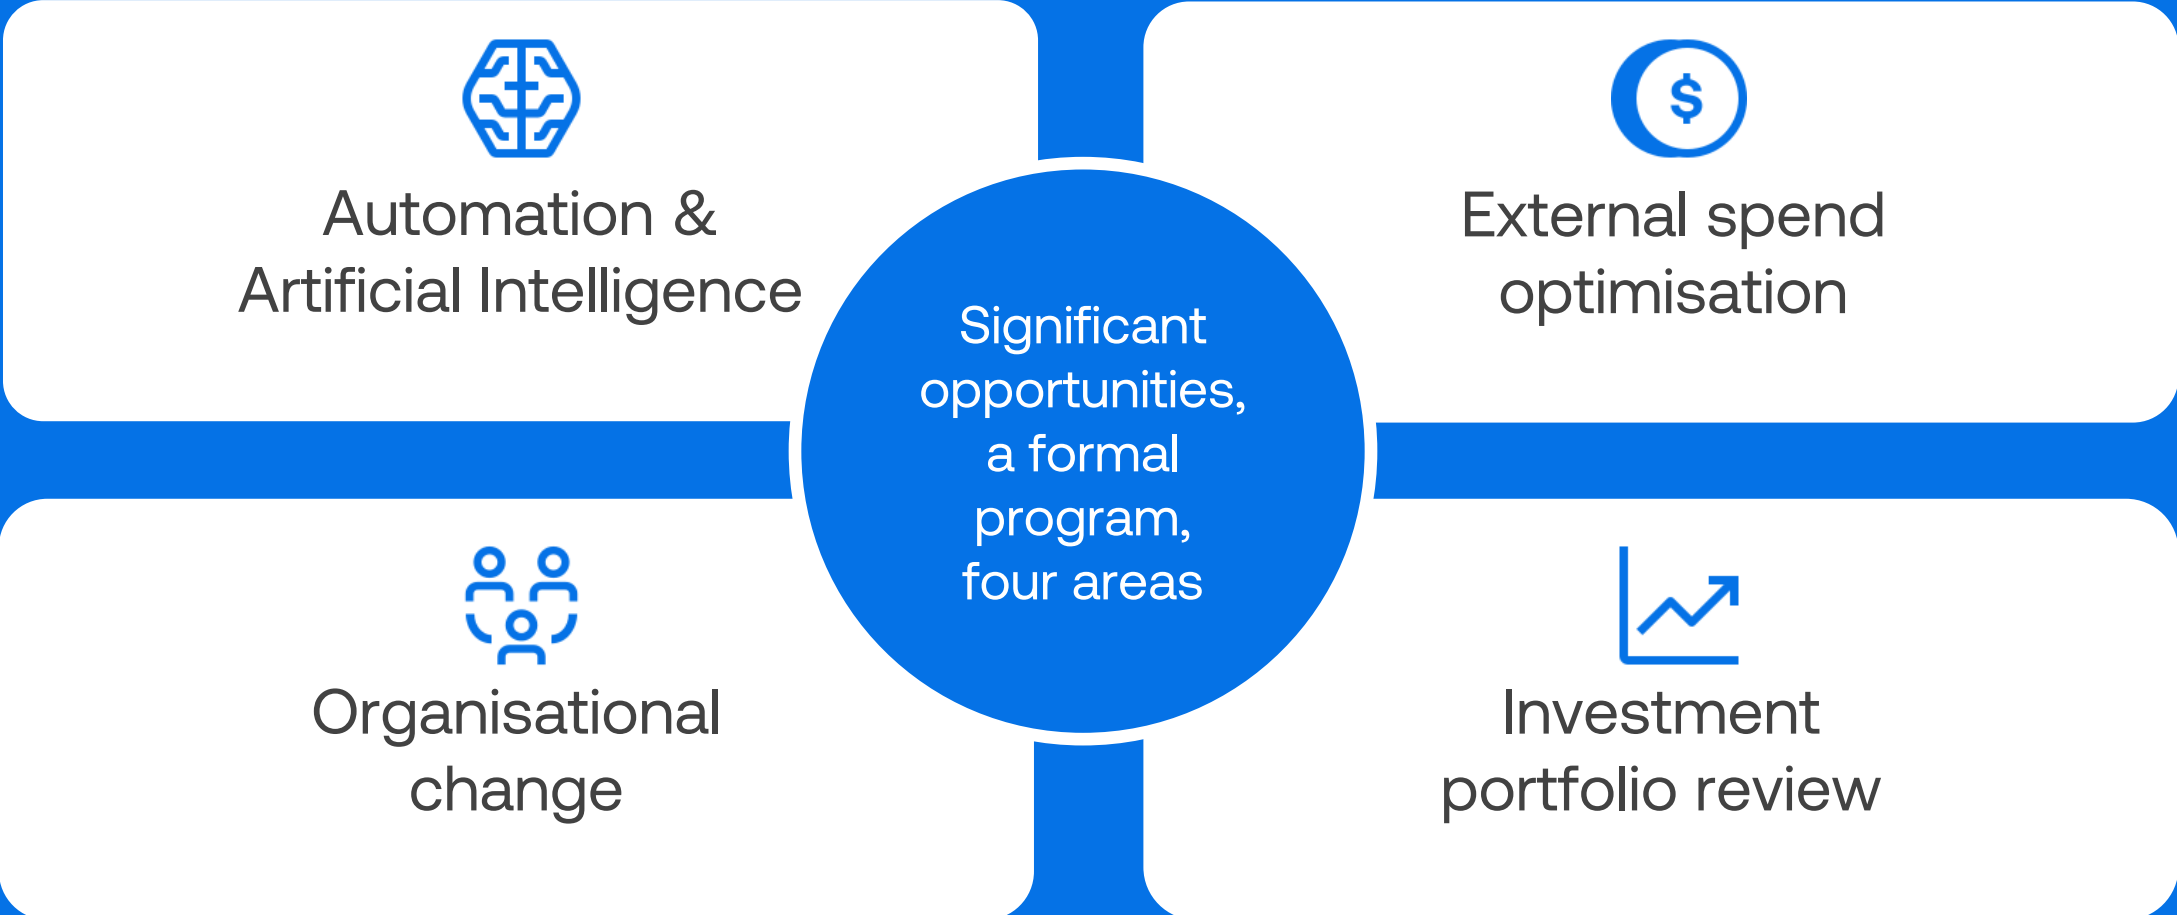 Automation &
Artificial Intelligence
$
External spend
optimisation
Significant
opportunities,
a formal
program,
four areas
Organisational
change
Investment
portfolio review